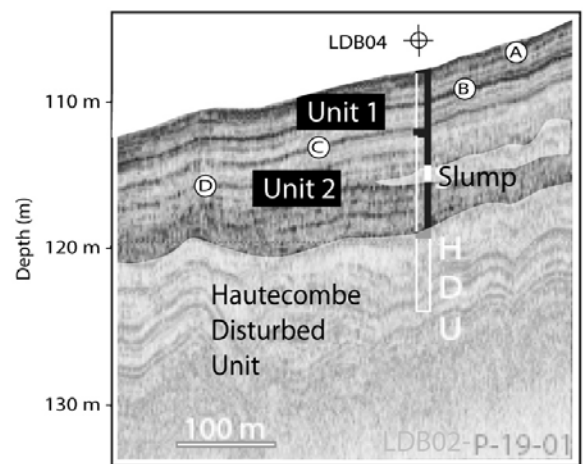 LDB04
A
110 m
B
Unit 1
C
D
Unit 2
Slump
Depth (m)
120 m
H
D
U
Hautecombe
Disturbed
Unit
130 m
100 m
LDB02-P-19-01